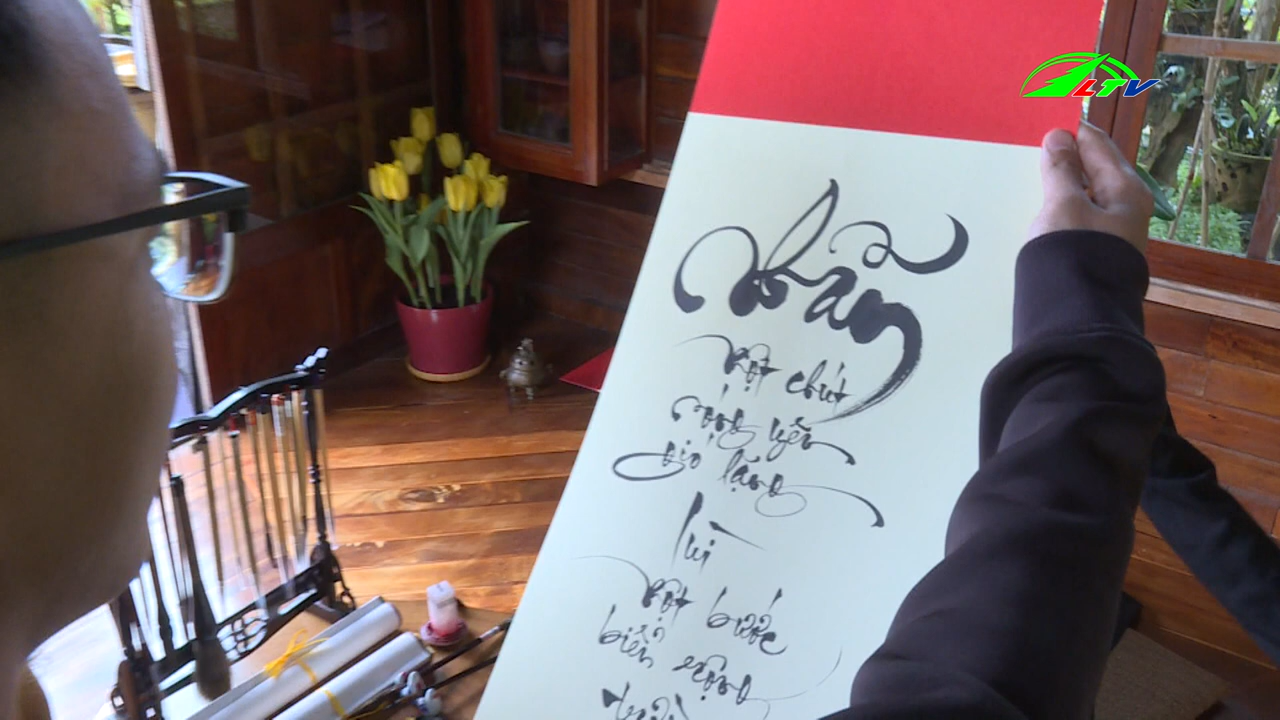 LTV
Nhẫn
một chút
sóng yên
gió lặng
lùi
một bước
biển rộng